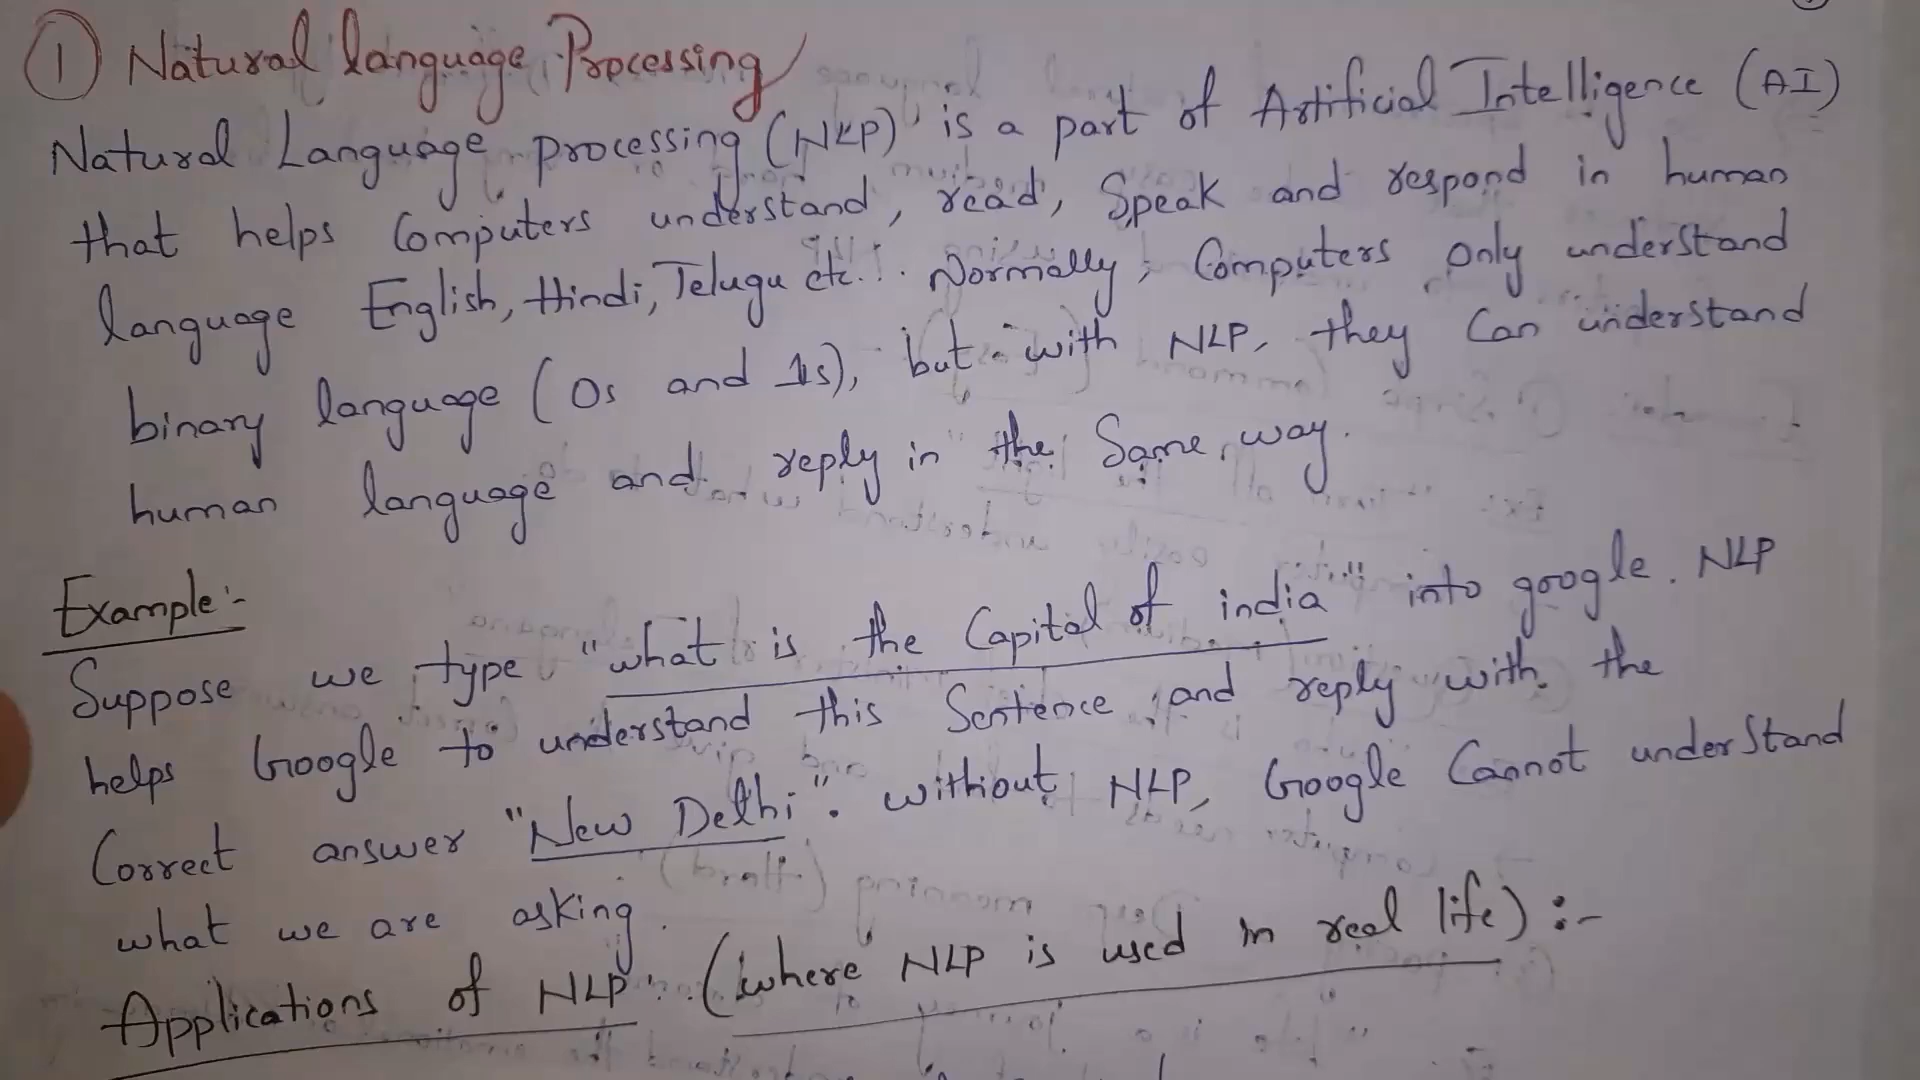 ① Natural language Processing
Natural Language processing (NLP) is a part of Artificial Intelligence (AI)
that helps Computers understand, read, Speak and respond in human
language English, Hindi, Telugu etc.. Normally, Computers only understand
binary language (0s and 1s), but with NLP, they Can understand
human language and reply in the Same way.
Example:-
Suppose we type "what is the Capital of india" into google. NLP
helps Google to understand this Sentence and reply with the
Correct answer "New Delhi". without NLP, Google Cannot understand
what we are asking.
Applications of NLP (where NLP is used in real life) :-